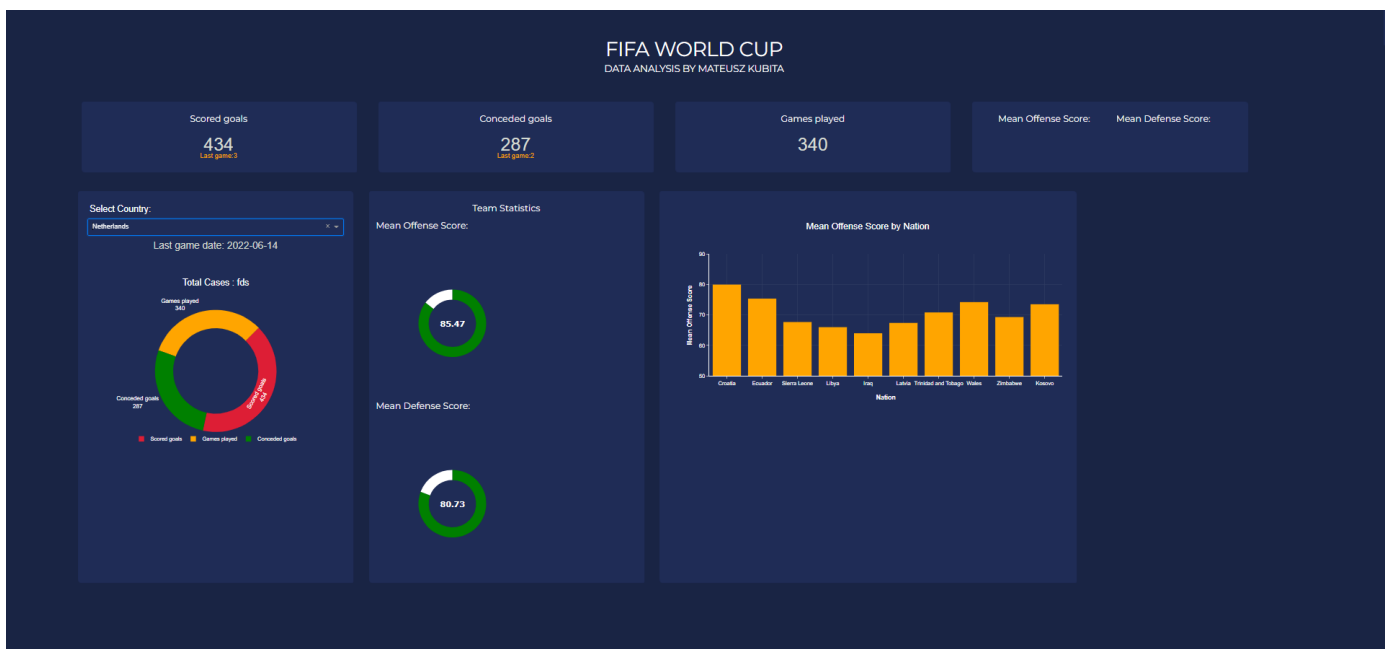 FIFA WORLD CUP
DATA ANALYSIS BY MATEUSZ KUBITA
Scored goals
434
Last game:3
Conceded goals
287
Last game:2
Games played
340
Mean Offense Score:
Mean Defense Score:
Select Country:
Netherlands
Last game date: 2022-06-14
Total Cases : fds
Games played
340
Conceded goals
287
Scored goals
434
Scored goals
Games played
Conceded goals
Team Statistics
Mean Offense Score:
85.47
Mean Defense Score:
80.73
Mean Offense Score by Nation
Mean Offense Score
90
80
70
60
50
Croatia
Ecuador
Sierra Leone
Libya
Iraq
Latvia
Trinidad and Tobago
Wales
Zimbabwe
Kosovo
Nation